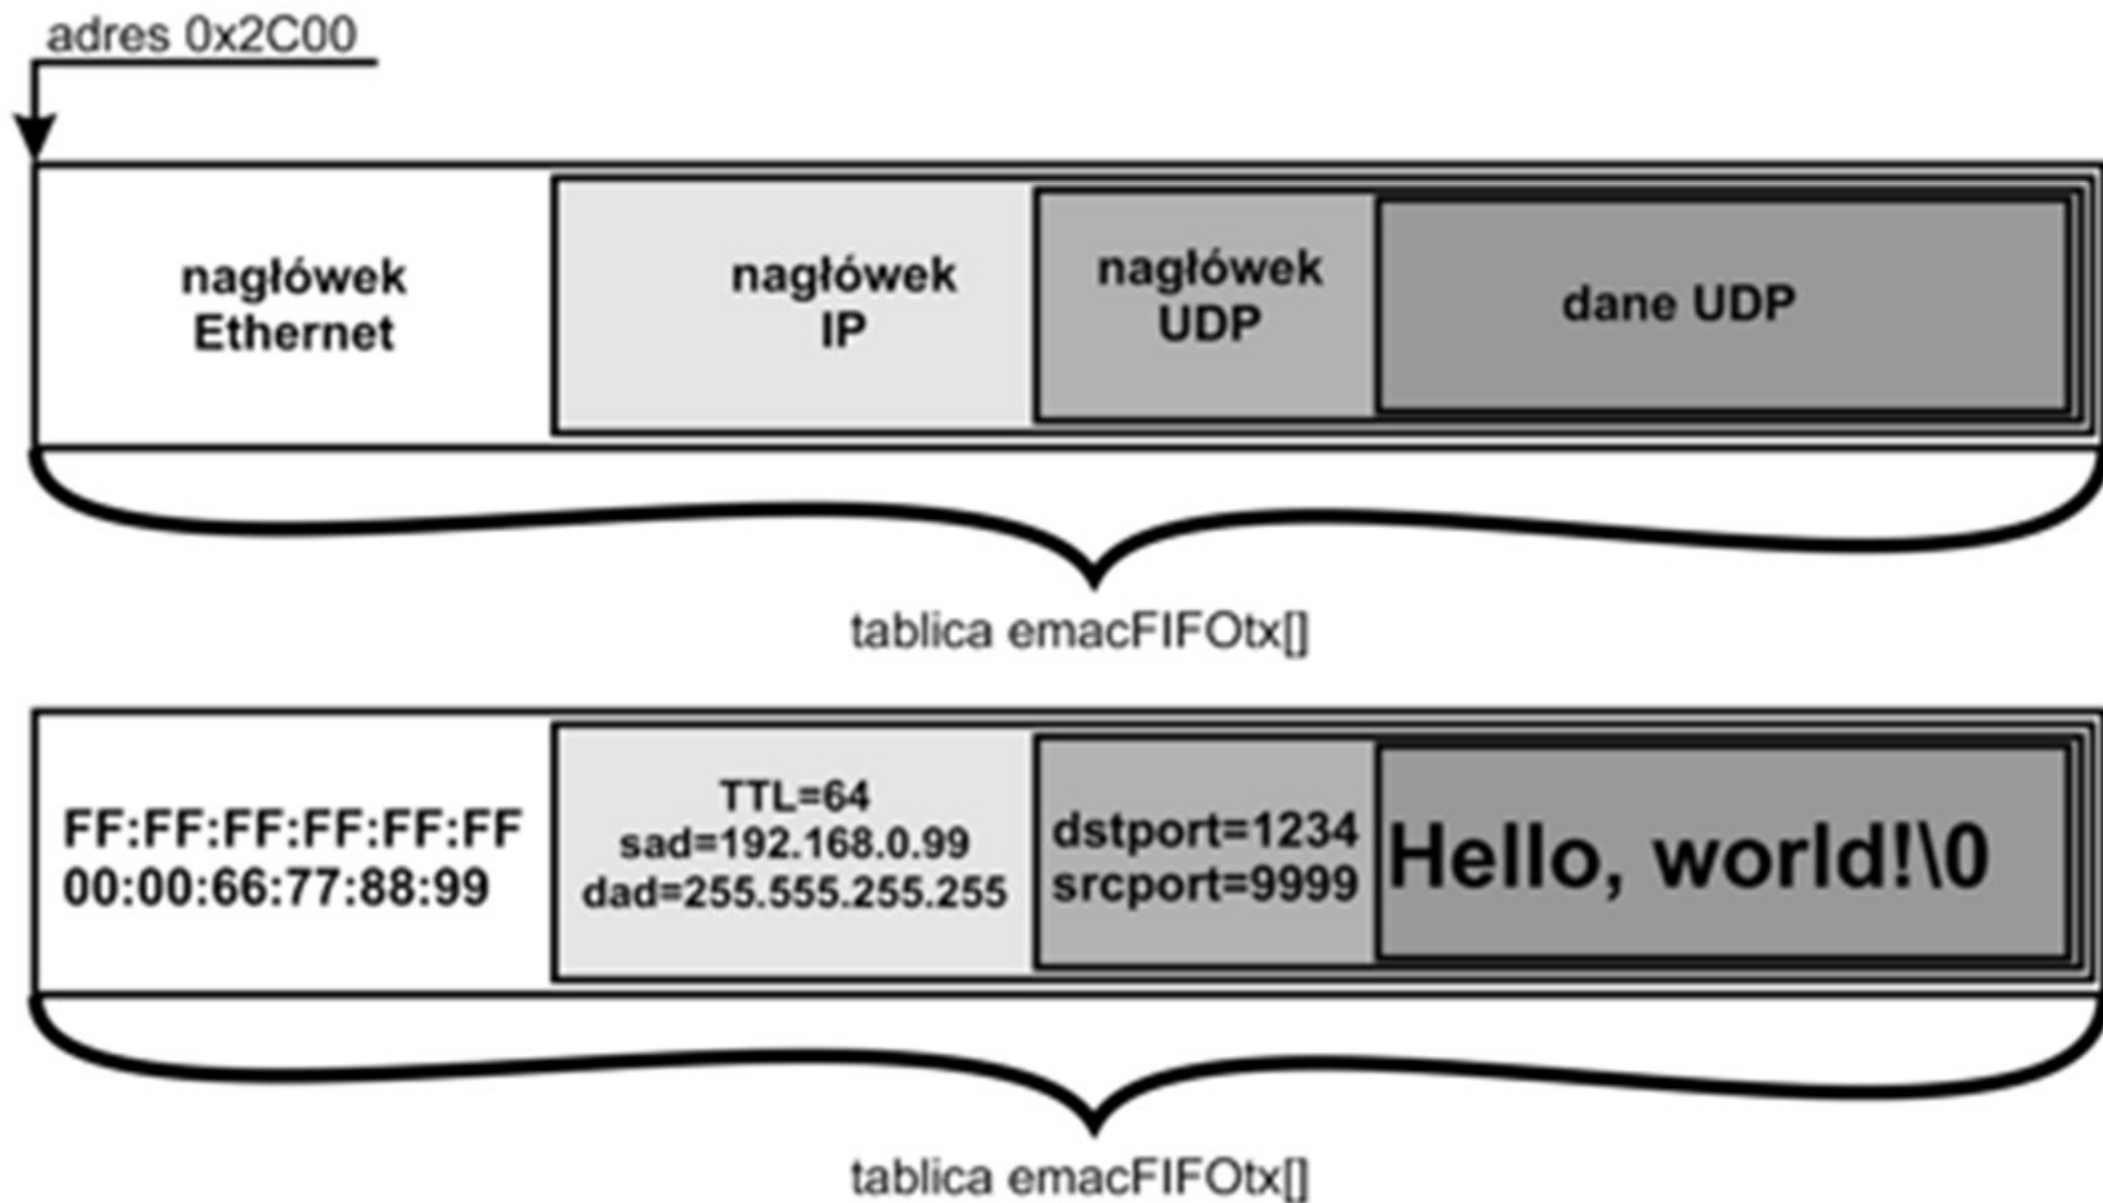 adres 0x2C00
nagłówek
Ethernet
nagłówek
IP
nagłówek
UDP
dane UDP
tablica emacFIFOtx[]
FF:FF:FF:FF:FF:FF
00:00:66:77:88:99
TTL=64
sad=192.168.0.99
dad=255.555.255.255
dstport=1234
srcport=9999
Hello, world!\0
tablica emacFIFOtx[]